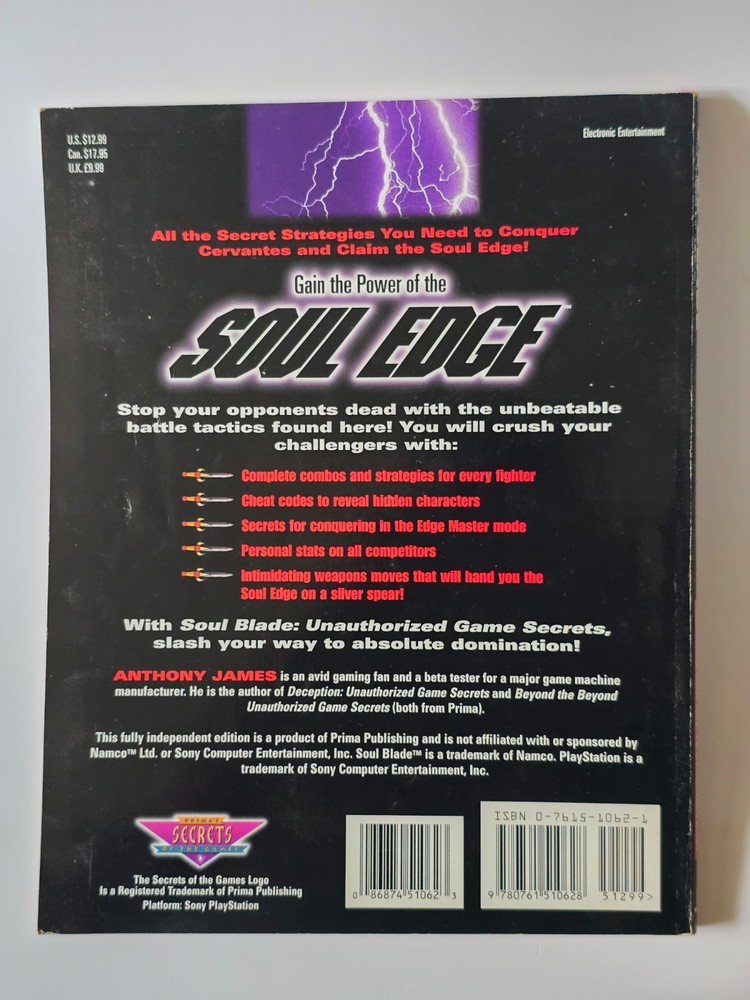 U.S. $12.99
Can. $17.95
U.K. £9.99
Electronic Entertainment
All the Secret Strategies You Need to Conquer
Cervantes and Claim the Soul Edge!
Gain the Power of the
SOUL EDGE™
Stop your opponents dead with the unbeatable
battle tactics found here! You will crush your
challengers with:
Complete combos and strategies for every fighter
Cheat codes to reveal hidden characters
Secrets for conquering in the Edge Master mode
Personal stats on all competitors
Intimidating weapons moves that will hand you the
Soul Edge on a silver spear!
With Soul Blade: Unauthorized Game Secrets,
slash your way to absolute domination!
ANTHONY JAMES is an avid gaming fan and a beta tester for a major game machine
manufacturer. He is the author of Deception: Unauthorized Game Secrets and Beyond the Beyond
Unauthorized Game Secrets (both from Prima).
This fully independent edition is a product of Prima Publishing and is not affiliated with or sponsored by
Namco™ Ltd. or Sony Computer Entertainment, Inc. Soul Blade™ is a trademark of Namco. PlayStation is a
trademark of Sony Computer Entertainment, Inc.
PRIMA'S
SECRETS
OF THE GAMES
The Secrets of the Games Logo
Is a Registered Trademark of Prima Publishing
Platform: Sony PlayStation
0 86874 51062 3
ISBN 0-7615-1062-1
9 780761 510628
51299>